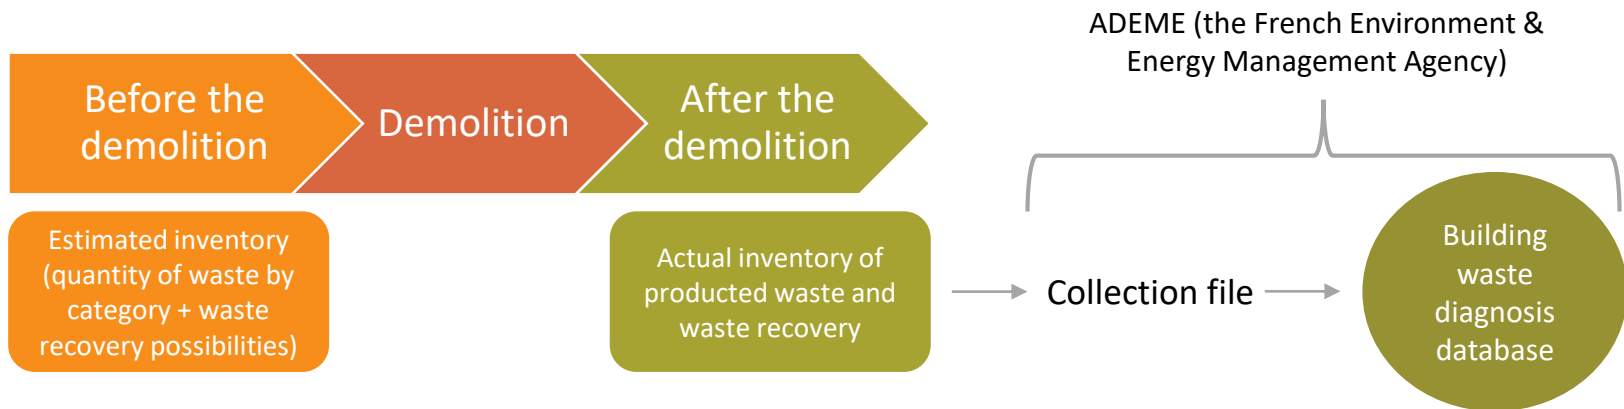 ADEME (the French Environment &
Energy Management Agency)
Before the
demolition
Demolition
After the
demolition
Estimated inventory
(quantity of waste by
category + waste
recovery possibilities)
Actual inventory of
producted waste and
waste recovery
Collection file
Building
waste
diagnosis
database